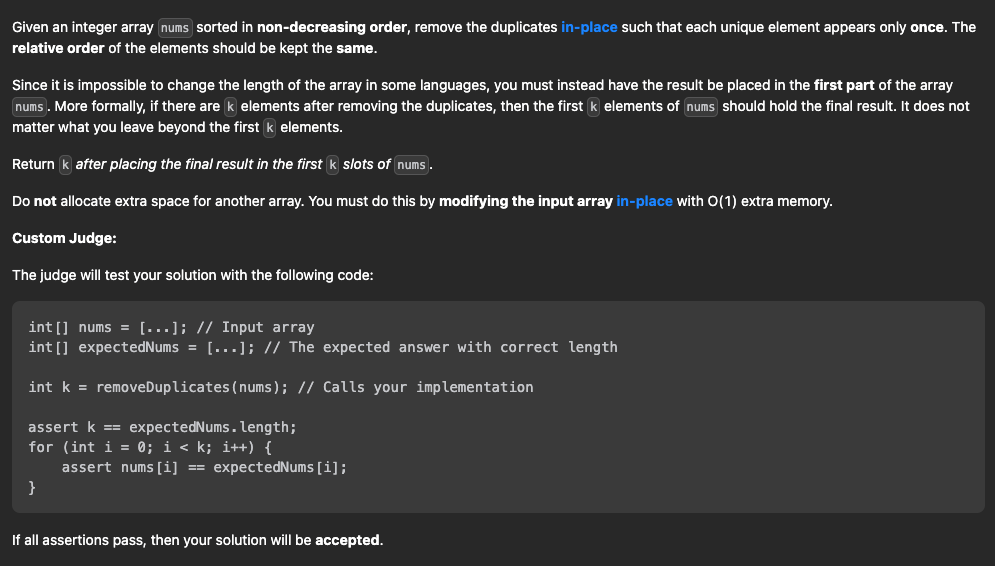 Given an integer array nums sorted in non-decreasing order, remove the duplicates in-place such that each unique element appears only once. The
relative order of the elements should be kept the same.
Since it is impossible to change the length of the array in some languages, you must instead have the result be placed in the first part of the array
nums. More formally, if there are k elements after removing the duplicates, then the first k elements of nums should hold the final result. It does not
matter what you leave beyond the first k elements.
Return k after placing the final result in the first k slots of nums.
Do not allocate extra space for another array. You must do this by modifying the input array in-place with O(1) extra memory.
Custom Judge:
The judge will test your solution with the following code:
int[] nums = [...]; // Input array
int[] expectedNums = [...]; // The expected answer with correct length
int k = removeDuplicates(nums); // Calls your implementation
assert k == expectedNums.length;
for (int i = 0; i < k; i++) {
    assert nums[i] == expectedNums[i];
}
If all assertions pass, then your solution will be accepted.